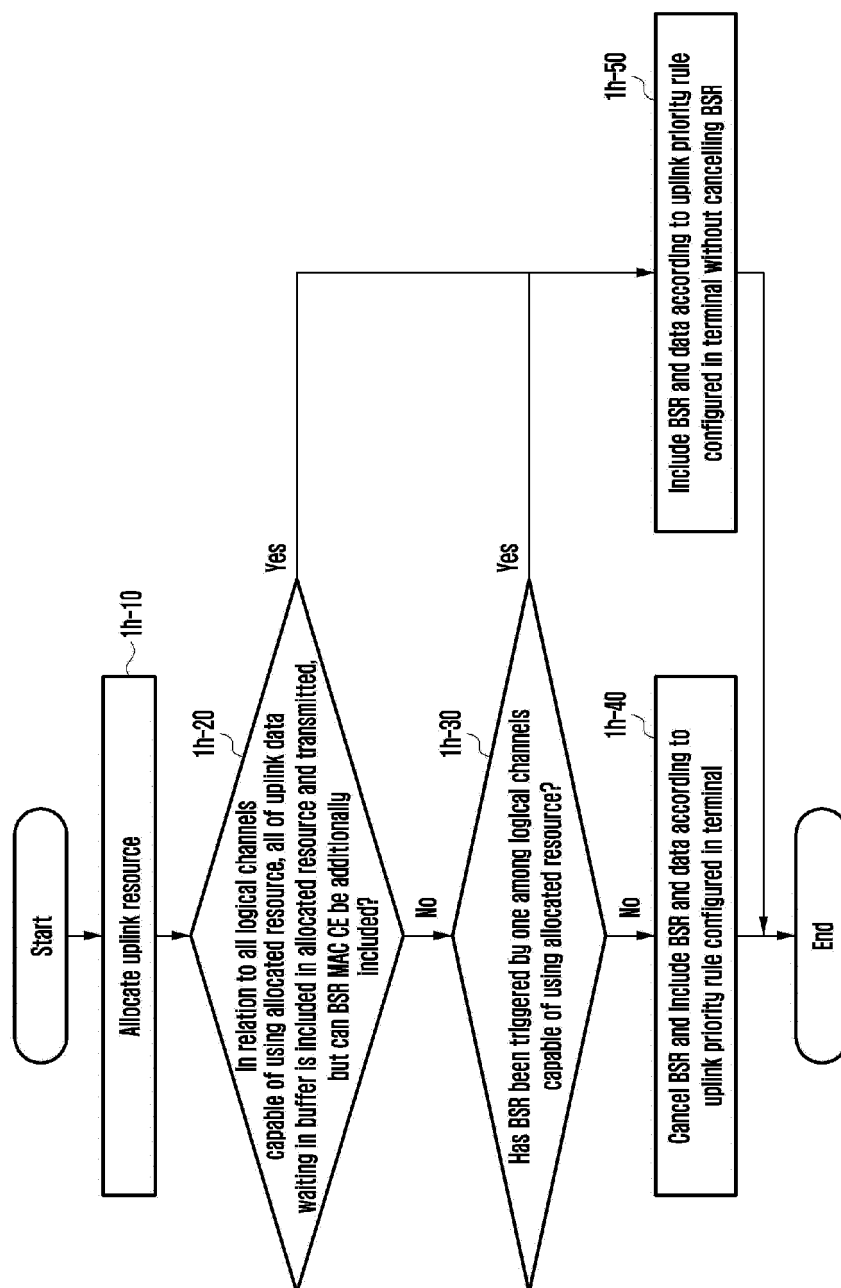 Start
1h-10
Allocate uplink resource
1h-20
In relation to all logical channels
capable of using allocated resource, all of uplink data
waiting in buffer is included in allocated resource and transmitted,
but can BSR MAC CE be additionally
included?
Yes
No
1h-30
Has BSR been triggered by one among logical channels
capable of using allocated resource?
Yes
No
1h-40
Cancel BSR and Include BSR and data according to
uplink priority rule configured in terminal
1h-50
Include BSR and data according to uplink priority rule
configured in terminal without cancelling BSR
End